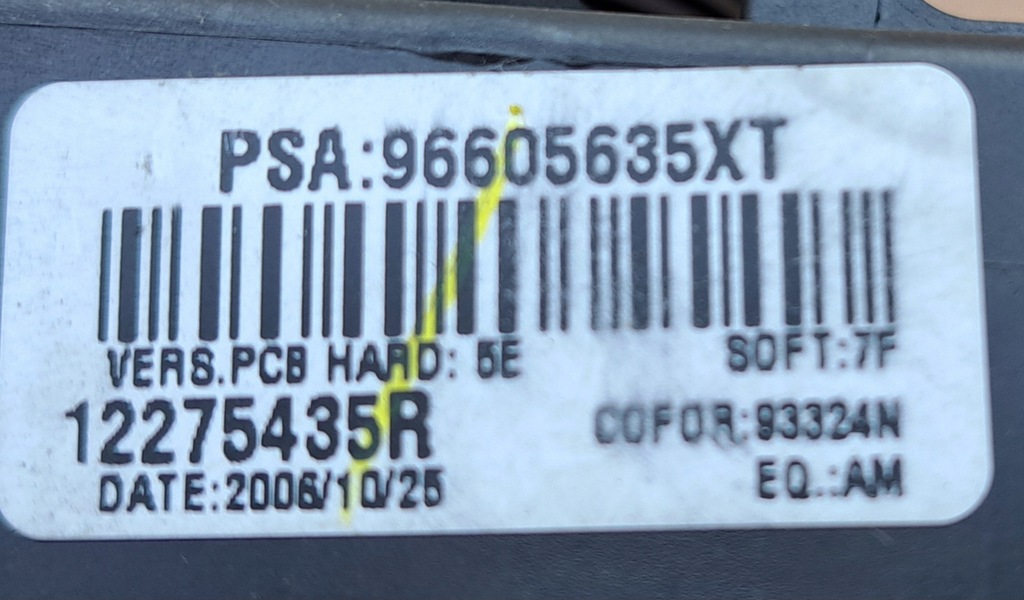 PSA:96605635XT
VERS.PCB HARD: 5E SOFT:7F
12275435R COFOR:93324N
DATE:2006/10/25 EQ.:AM